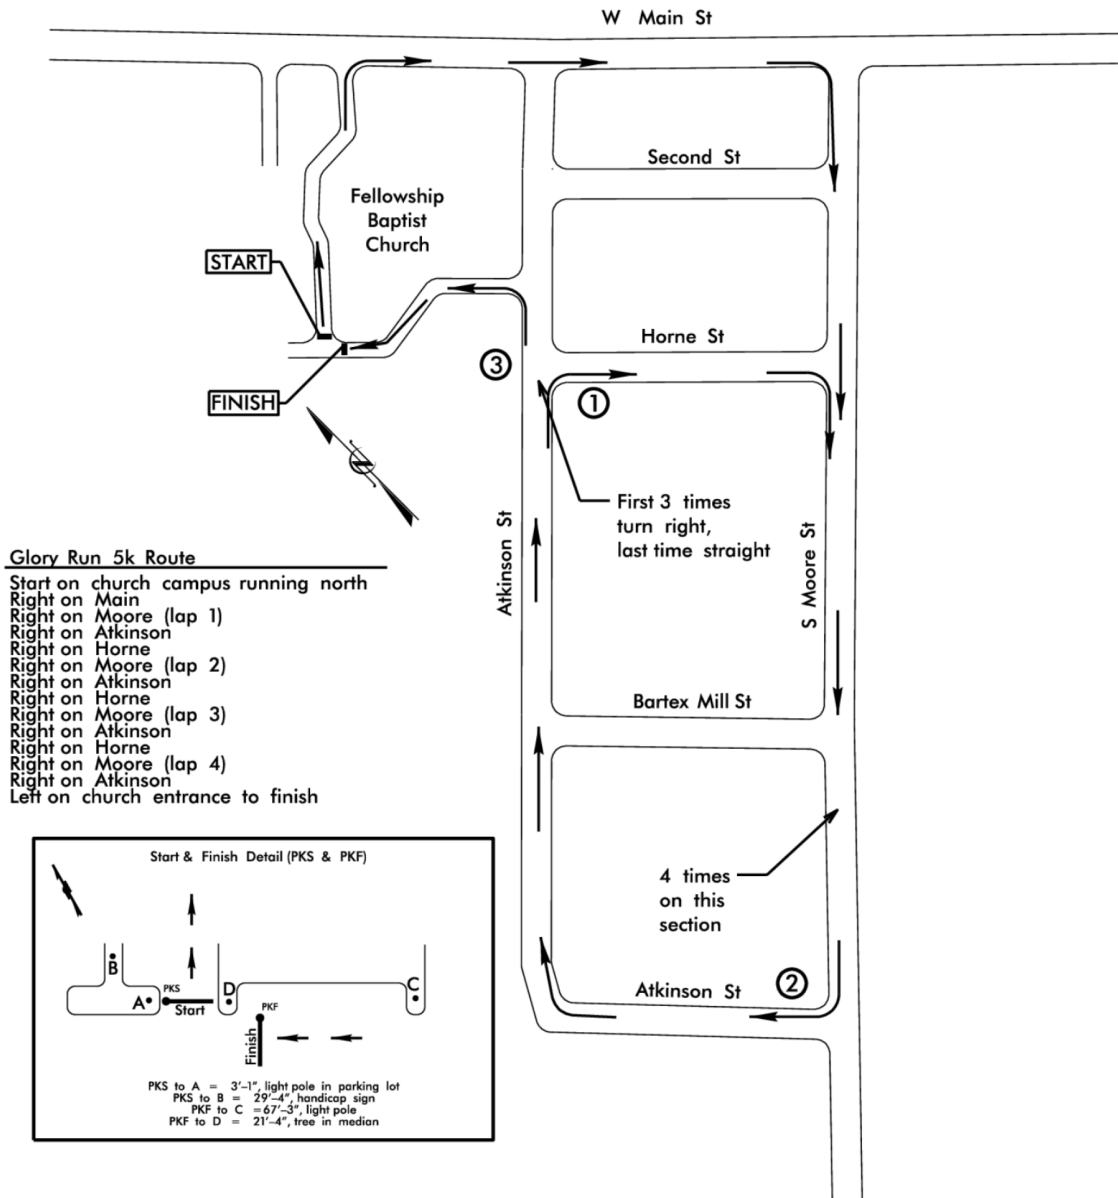 W Main St
Second St
Fellowship
Baptist
Church
START
Horne St
3
1
FINISH
N
First 3 times
turn right,
last time straight
Atkinson St
S Moore St
Glory Run 5k Route
Start on church campus running north
Right on Main
Right on Moore (lap 1)
Right on Atkinson
Right on Horne
Right on Moore (lap 2)
Right on Atkinson
Right on Horne
Right on Moore (lap 3)
Right on Atkinson
Right on Horne
Right on Moore (lap 4)
Right on Atkinson
Left on church entrance to finish
Bartex Mill St
4 times
on this
section
2
Atkinson St
Start & Finish Detail (PKS & PKF)
B
A
PKS
Start
D
PKF
C
Finish
PKS to A = 3'-1", light pole in parking lot
PKS to B = 29'-4", handicap sign
PKF to C =67'-3", light pole
PKF to D = 21'-4", tree in median